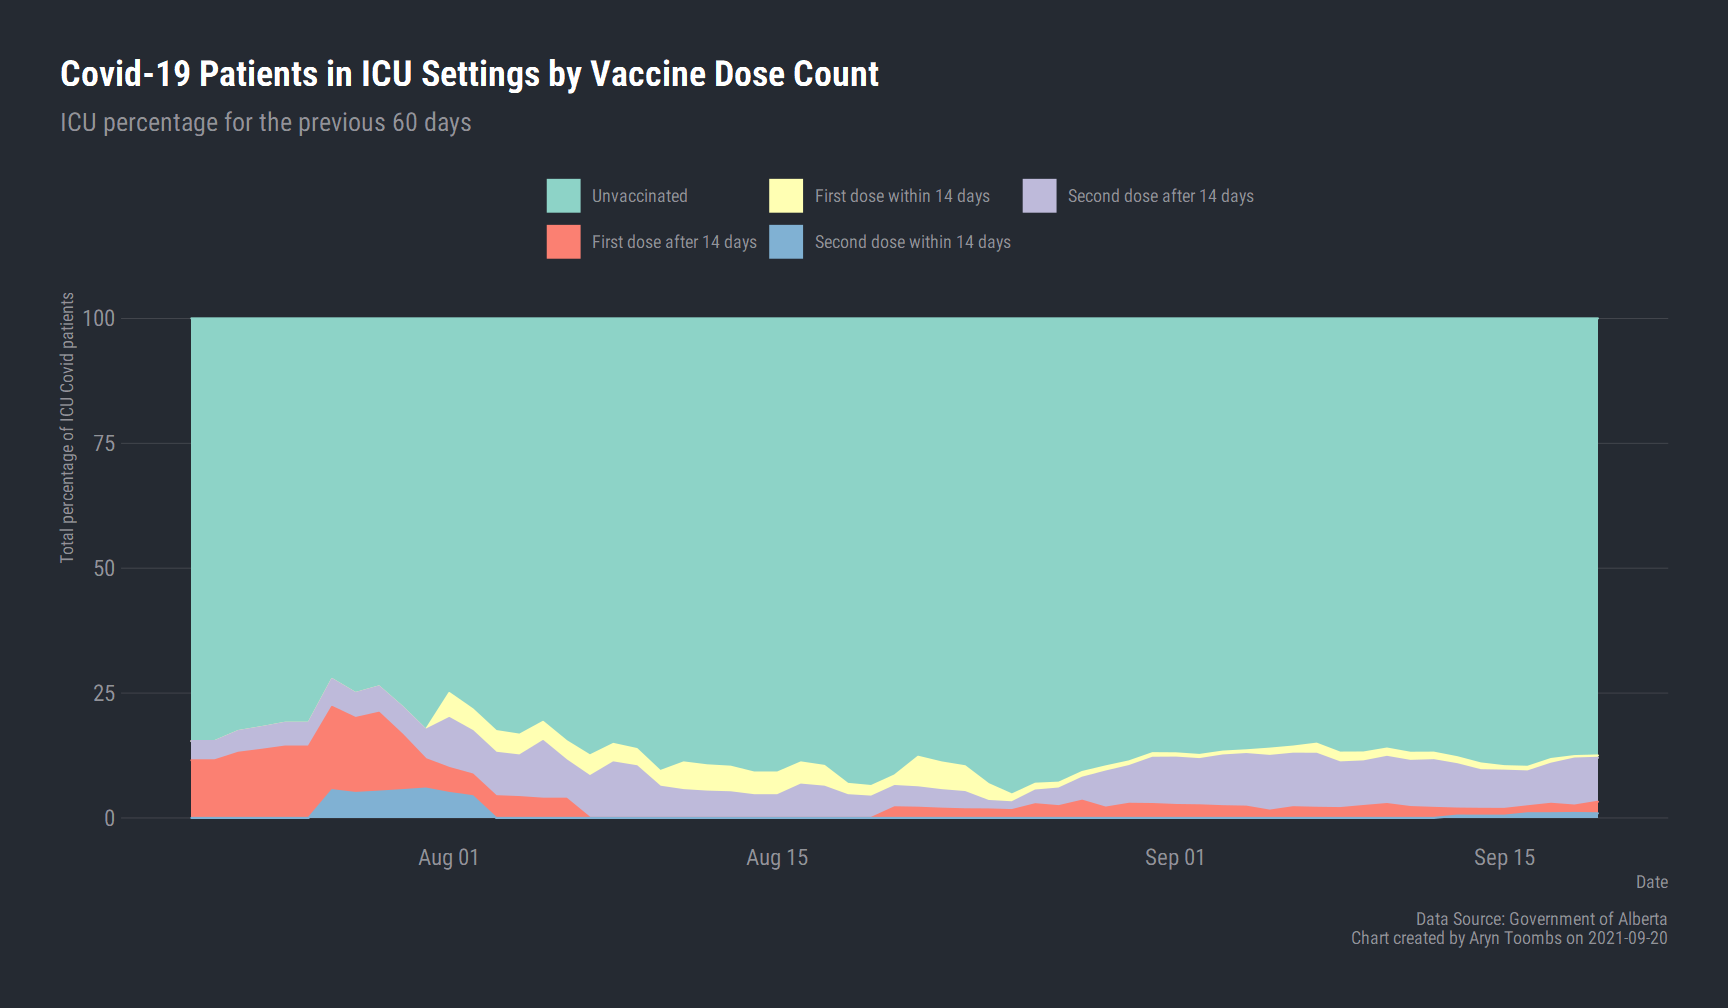 Covid-19 Patients in ICU Settings by Vaccine Dose Count
ICU percentage for the previous 60 days
Unvaccinated
First dose within 14 days
Second dose after 14 days
First dose after 14 days
Second dose within 14 days
Total percentage of ICU Covid patients
100
75
50
25
0
Aug 01
Aug 15
Sep 01
Sep 15
Date
Data Source: Government of Alberta
Chart created by Aryn Toombs on 2021-09-20